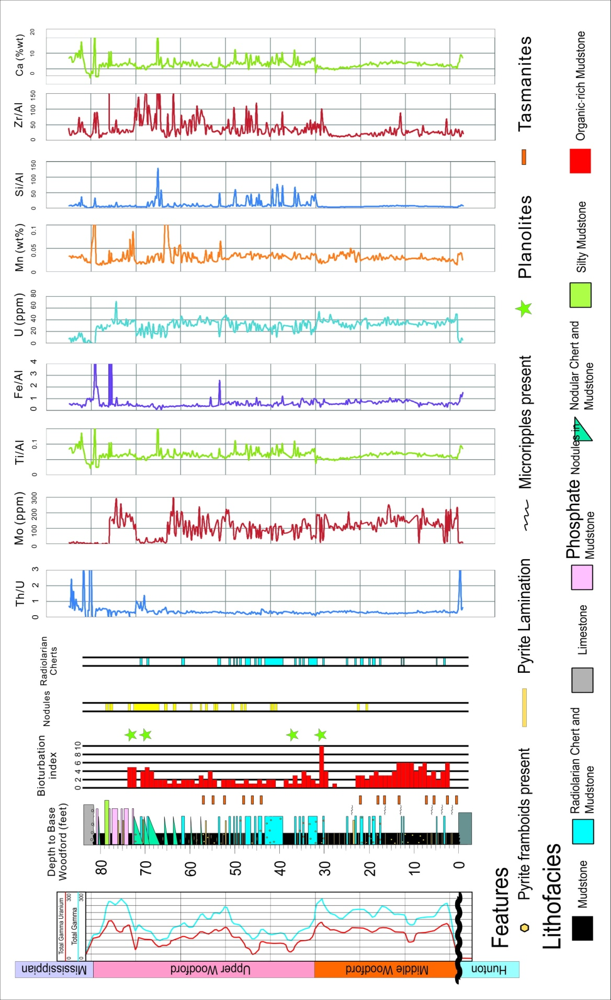 Total Gamma Uranium
0 300
Total Gamma
0 300
Depth to Base
Woodford (feet)
80
70
60
50
40
30
20
10
0
Bioturbation
index
0 2 4 6 8 10
Nodules
Radiolarian
Cherts
Th/U
0 1 2 3
Mo (ppm)
0 100 200 300
Ti/Al
0 0.1
Fe/Al
0 1 2 3 4
U (ppm)
0 20 40 60 80
Mn (wt%)
0 0.05 0.1
Si/Al
0 50 100 150
Zr/Al
0 50 100 150
Ca (%wt)
0 10 20
Mississippian
Upper Woodford
Middle Woodford
Hunton
Features
Pyrite framboids present
Pyrite Lamination
Microripples present
Planolites
Tasmanites
Lithofacies
Mudstone
Radiolarian Chert and
Mudstone
Limestone
Phosphate Nodules in
Mudstone
Nodular Chert and
Mudstone
Silty Mudstone
Organic-rich Mudstone